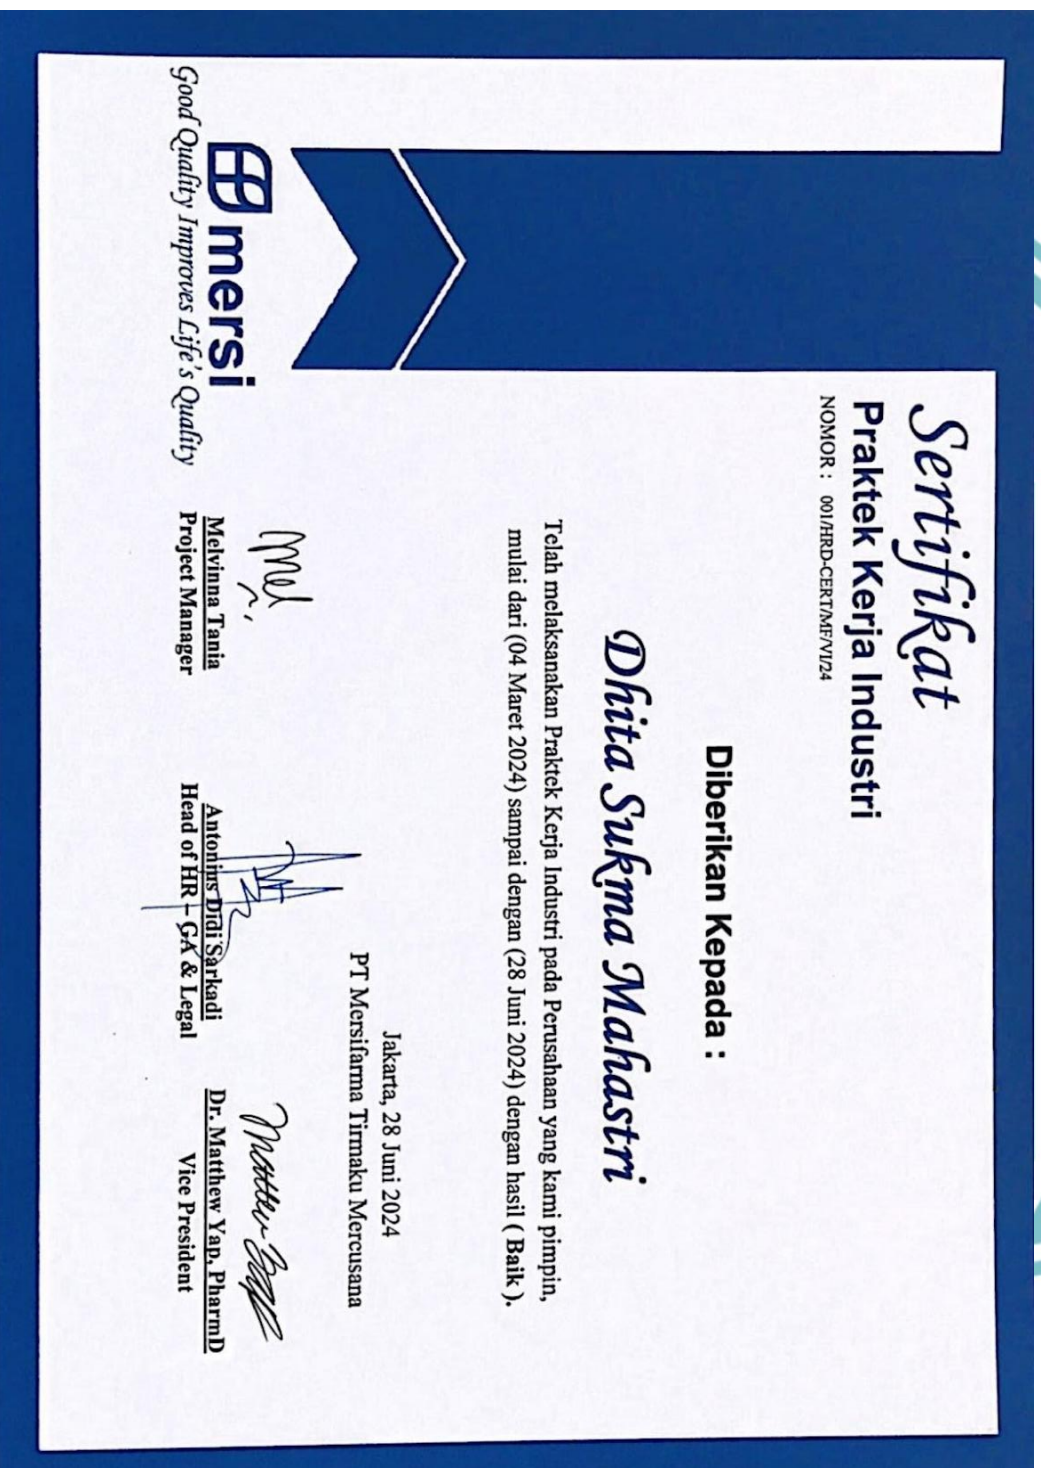 Sertifikat
Praktek Kerja Industri
NOMOR : 001/HRD-CERT/MF/VI/24
Diberikan Kepada :
Dhita Sukma Mahastri
Telah melaksanakan Praktek Kerja Industri pada Perusahaan yang kami pimpin,
mulai dari (04 Maret 2024) sampai dengan (28 Juni 2024) dengan hasil ( Baik ).
Jakarta, 28 Juni 2024
PT Mersifarma Tirmaku Mercusana
mersi
Good Quality Improves Life's Quality
Melvinna Tania
Project Manager
Antonius Didi Sarkadi
Head of HR – GA & Legal
Dr. Matthew Yap, PharmD
Vice President